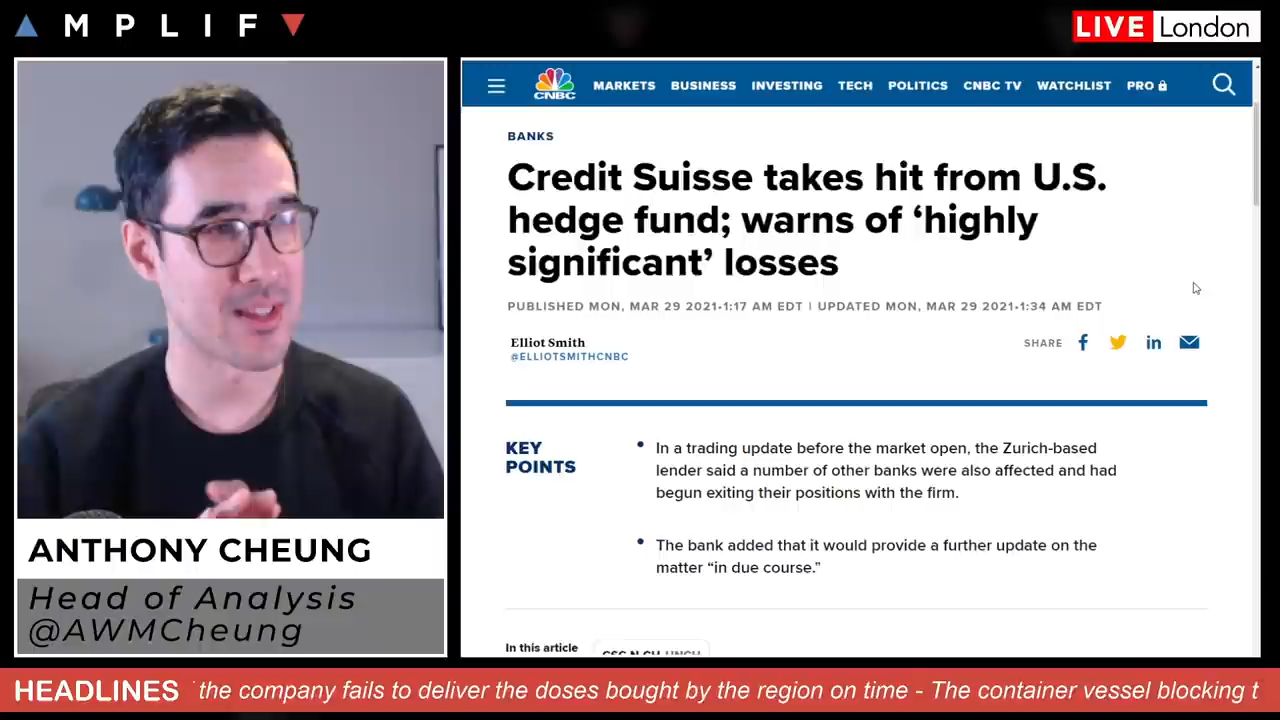 AMPLIFY
LIVE London
CNBC
MARKETS BUSINESS INVESTING TECH POLITICS CNBC TV WATCHLIST PRO
BANKS
Credit Suisse takes hit from U.S.
hedge fund; warns of ‘highly
significant’ losses
PUBLISHED MON, MAR 29 2021•1:17 AM EDT | UPDATED MON, MAR 29 2021•1:34 AM EDT
Elliot Smith
@ELLIOTSMITHCNBC
SHARE
KEY
POINTS
• In a trading update before the market open, the Zurich-based
lender said a number of other banks were also affected and had
begun exiting their positions with the firm.
• The bank added that it would provide a further update on the
matter “in due course.”
In this article
ANTHONY CHEUNG
Head of Analysis
@AWMCheung
HEADLINES the company fails to deliver the doses bought by the region on time - The container vessel blocking t